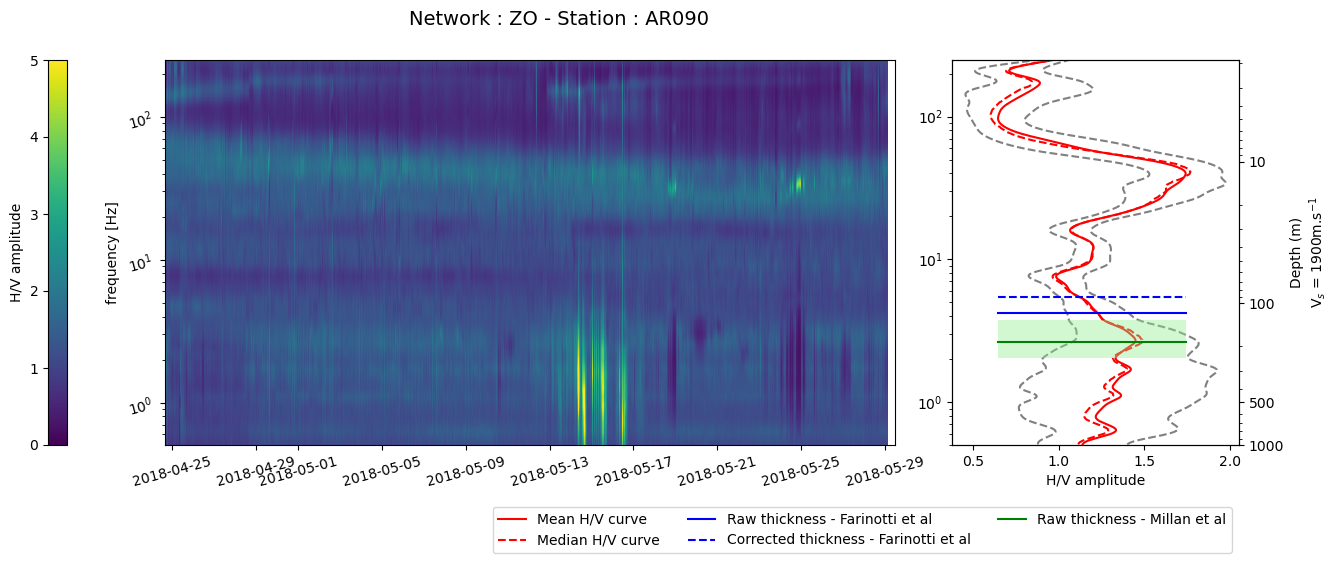 Network : ZO - Station : AR090
5
4
3
2
1
0
H/V amplitude
frequency [Hz]
10²
10¹
10⁰
2018-04-25
2018-04-29
2018-05-01
2018-05-05
2018-05-09
2018-05-13
2018-05-17
2018-05-21
2018-05-25
2018-05-29
10²
10¹
10⁰
0.5
1.0
1.5
2.0
H/V amplitude
10
100
500
1000
Depth (m)
Vₛ = 1900m.s⁻¹
Mean H/V curve
Median H/V curve
Raw thickness - Farinotti et al
Corrected thickness - Farinotti et al
Raw thickness - Millan et al